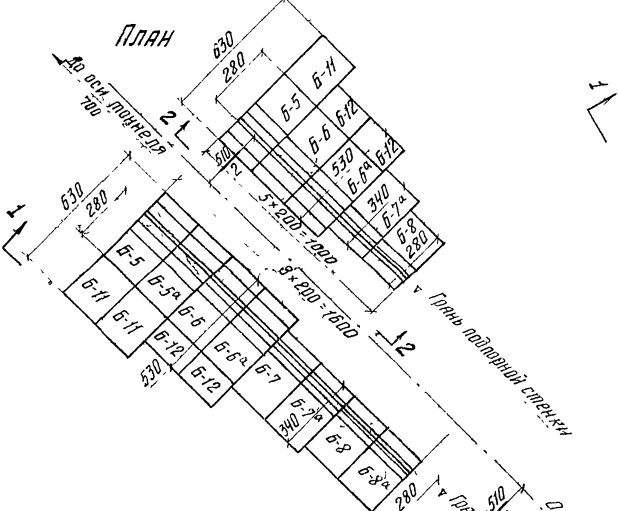 План
630
280
До оси тоннеля
700
2
Б-5
Б-11
Б-6
Б-12
530
Б-6а
Б-12
340
Б-7а
Б-8
280
510
2
5×200=1000
8×200=1600
1
1
630
280
Б-5
Б-5а
Б-6
Б-6а
Б-7
Б-7а
Б-8
Б-8а
Б-11
Б-11
Б-12
Б-12
530
340
280
2
Грань подпорной стенки
510